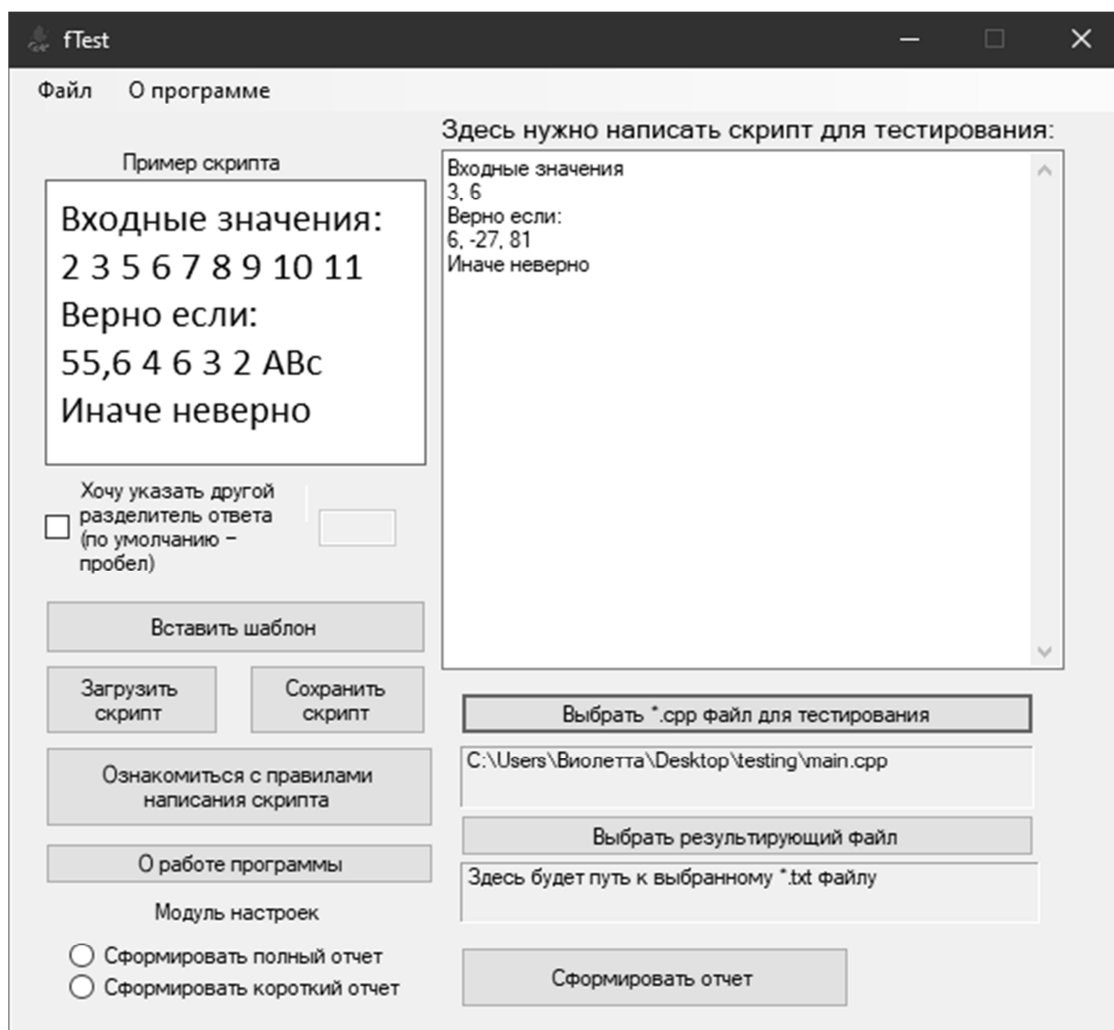 fTest
Файл О программе
Пример скрипта
Входные значения:
2 3 5 6 7 8 9 10 11
Верно если:
55,6 4 6 3 2 АВс
Иначе неверно
Хочу указать другой
разделитель ответа
(по умолчанию –
пробел)
Вставить шаблон
Загрузить
скрипт
Сохранить
скрипт
Ознакомиться с правилами
написания скрипта
О работе программы
Модуль настроек
Сформировать полный отчет
Сформировать короткий отчет
Здесь нужно написать скрипт для тестирования:
Входные значения
3, 6
Верно если:
6, -27, 81
Иначе неверно
Выбрать *.cpp файл для тестирования
C:\Users\Виолетта\Desktop\testing\main.cpp
Выбрать результирующий файл
Здесь будет путь к выбранному *.txt файлу
Сформировать отчет